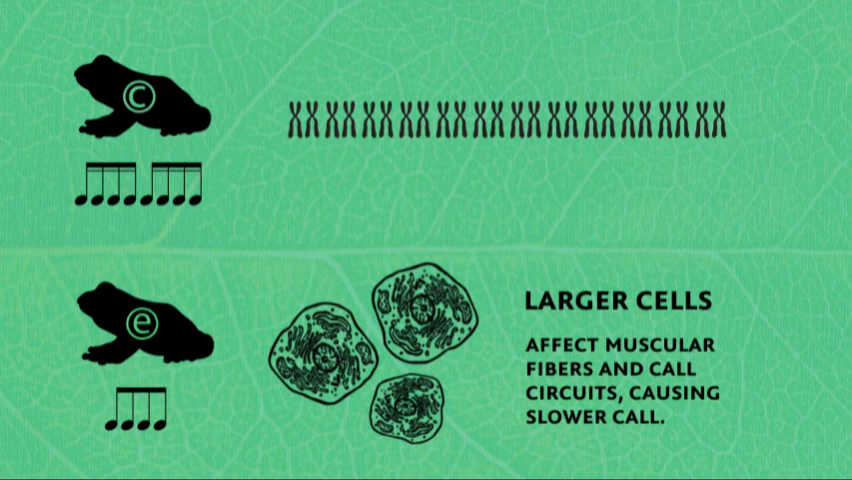 c
e
LARGER CELLS
AFFECT MUSCULAR
FIBERS AND CALL
CIRCUITS, CAUSING
SLOWER CALL.